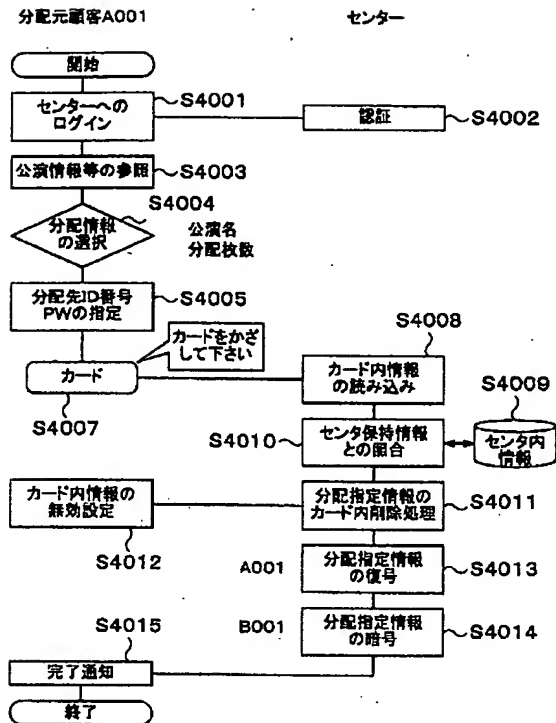 分配元顧客A001
センター
開始
センターへの
ログイン
S4001
認証
S4002
公演情報等の参照
S4003
S4004
分配情報
の選択
公演名
分配枚数
分配先ID番号
PWの指定
S4005
カードをかざ
して下さい
カード
S4007
S4008
カード内情報
の読み込み
S4009
S4010
センタ保持情報
との照合
センタ内
情報
カード内情報の
無効設定
S4012
分配指定情報の
カード内削除処理
S4011
A001
分配指定情報
の復号
S4013
B001
分配指定情報
の暗号
S4014
S4015
完了通知
終了